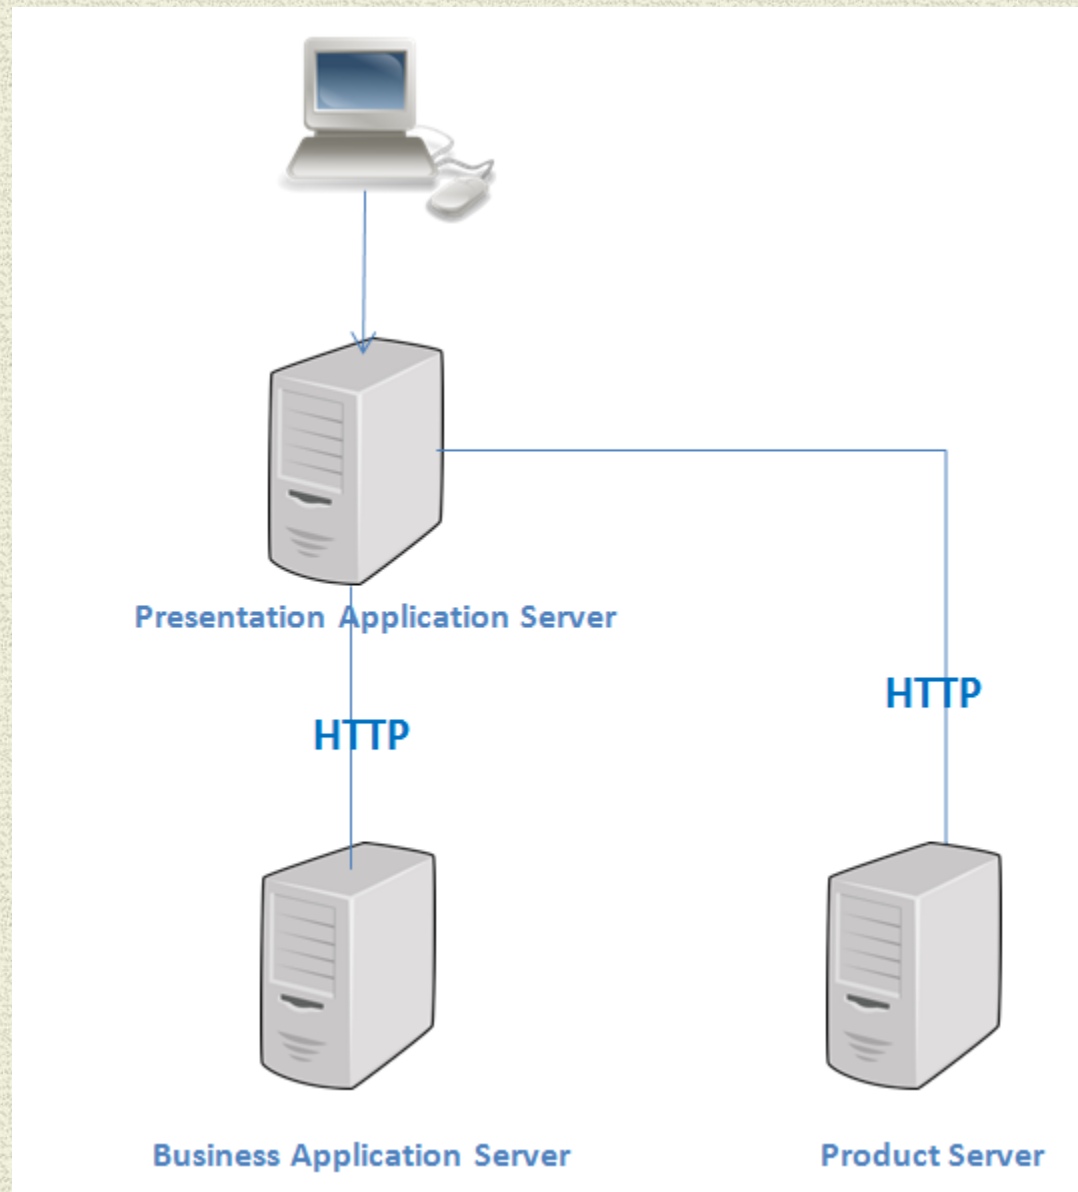 Presentation Application Server
HTTP
HTTP
Business Application Server
Product Server